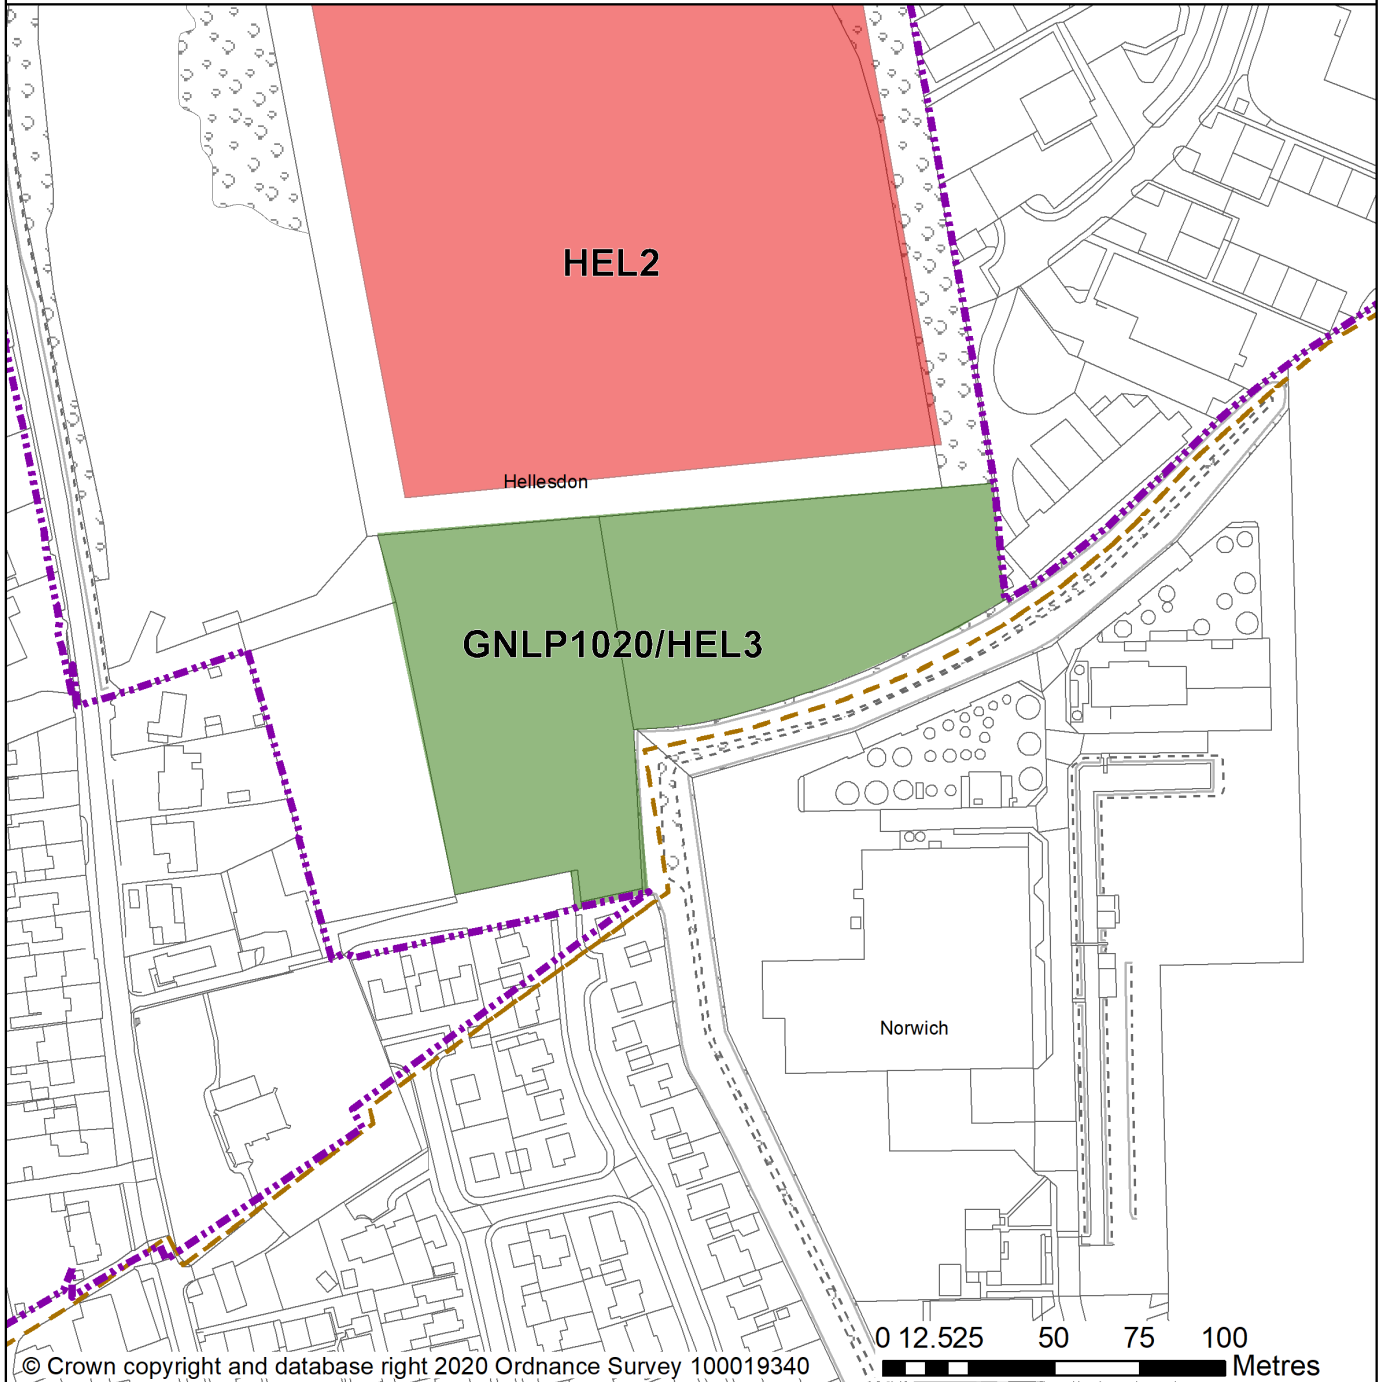 HEL2
Hellesdon
GNLP1020/HEL3
Norwich
0 12.525 50 75 100
Metres
© Crown copyright and database right 2020 Ordnance Survey 100019340